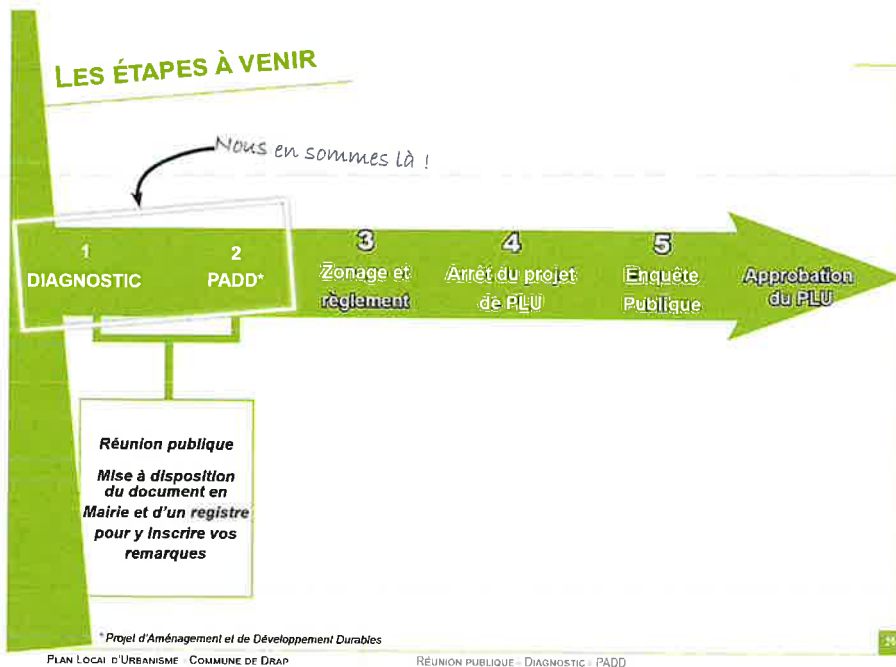 LES ÉTAPES À VENIR
Nous en sommes là !
1
DIAGNOSTIC
2
PADD*
3
Zonage et
règlement
4
Arrêt du projet
de PLU
5
Enquête
Publique
Approbation
du PLU
Réunion publique
Mise à disposition
du document en
Mairie et d'un registre
pour y inscrire vos
remarques
* Projet d'Aménagement et de Développement Durables
PLAN LOCAL D'URBANISME - COMMUNE DE DRAP
RÉUNION PUBLIQUE - DIAGNOSTIC - PADD